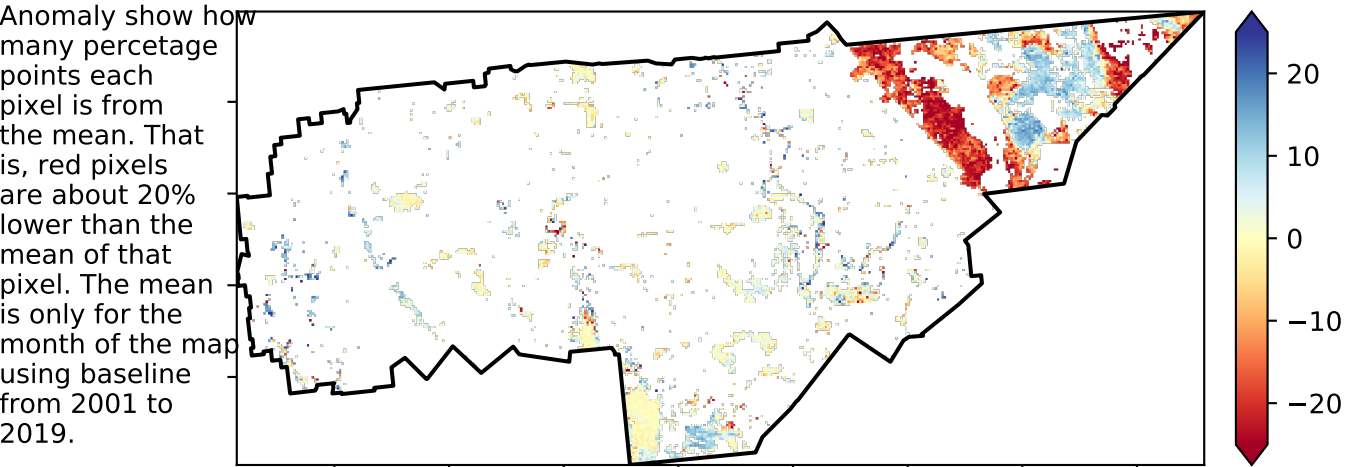 Anomaly show how
many percetage
points each
pixel is from
the mean. That
is, red pixels
are about 20%
lower than the
mean of that
pixel. The mean
is only for the
month of the map
using baseline
from 2001 to
2019.
20
10
0
−10
−20